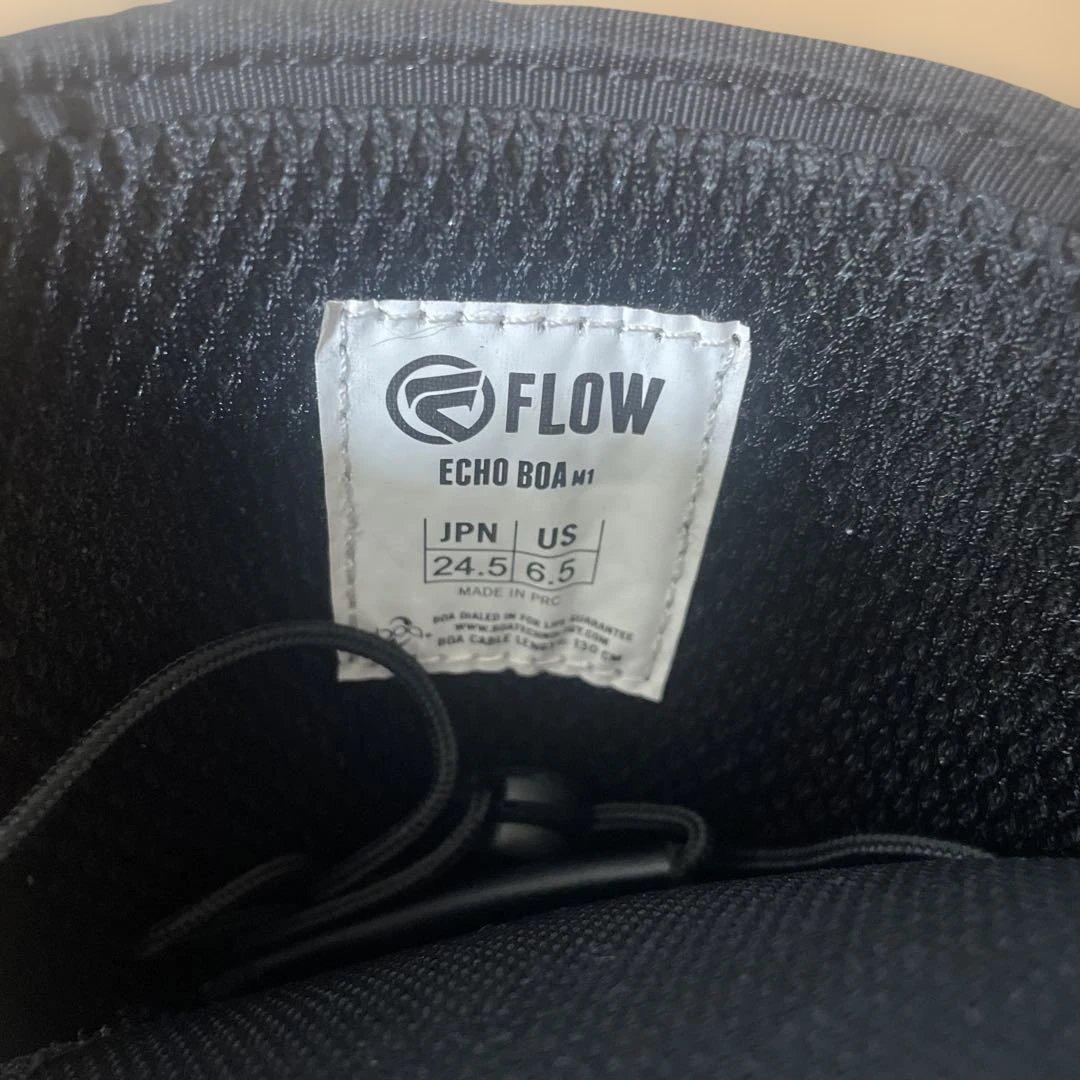 FLOW
ECHO BOA M1
JPN US
24.5 6.5
MADE IN PRC
BOA DIALED IN FOR LIFE GUARANTEE
WWW.BOATECHNOLOGY.COM
BOA CABLE LENGTH: 130 CM